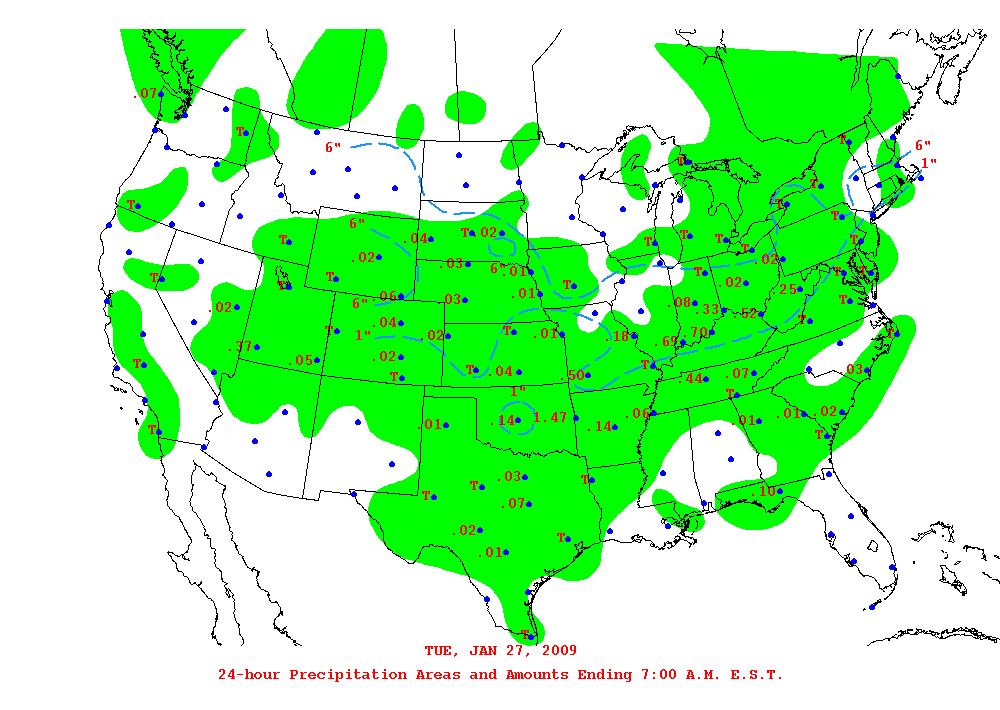 .07
T
6"
6"
1"
T
T
T
T
T
6"
.04
T
.02
T
T
T
T
T
T
T
.02
.03
6"
.01
T
T
.02
.02
T
T
T
.06
.03
.01
.08
.33
.52
.25
T
6"
.02
1"
.04
.02
T
.01
.18
.70
T
T
T
.37
.05
.02
T
T
.04
.50
T
.44
.07
.03
T
1"
T
.01
.14
1.47
.14
.06
.01
.01
.02
T
T
T
.03
T
.07
T
.10
.02
.01
T
T
TUE, JAN 27, 2009
24-hour Precipitation Areas and Amounts Ending 7:00 A.M. E.S.T.